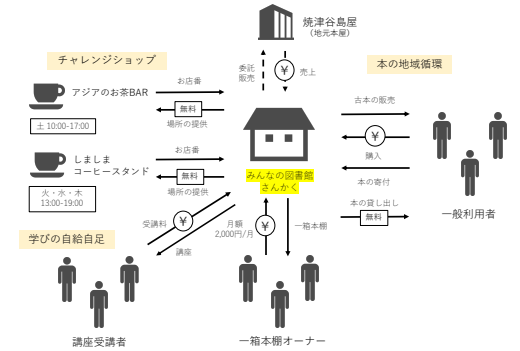 焼津谷島屋
（地元本屋）
チャレンジショップ
本の地域循環
委託
販売
¥
売上
お店番
アジアのお茶BAR
無料
場所の提供
土 10:00-17:00
古本の販売
¥
購入
お店番
しましま
コーヒースタンド
無料
場所の提供
みんなの図書館
さんかく
本の寄付
火・水・木
13:00-19:00
本の貸し出し
無料
一般利用者
受講料
¥
月額
2,000円/月
¥
一箱本棚
学びの自給自足
講座
講座受講者
一箱本棚オーナー